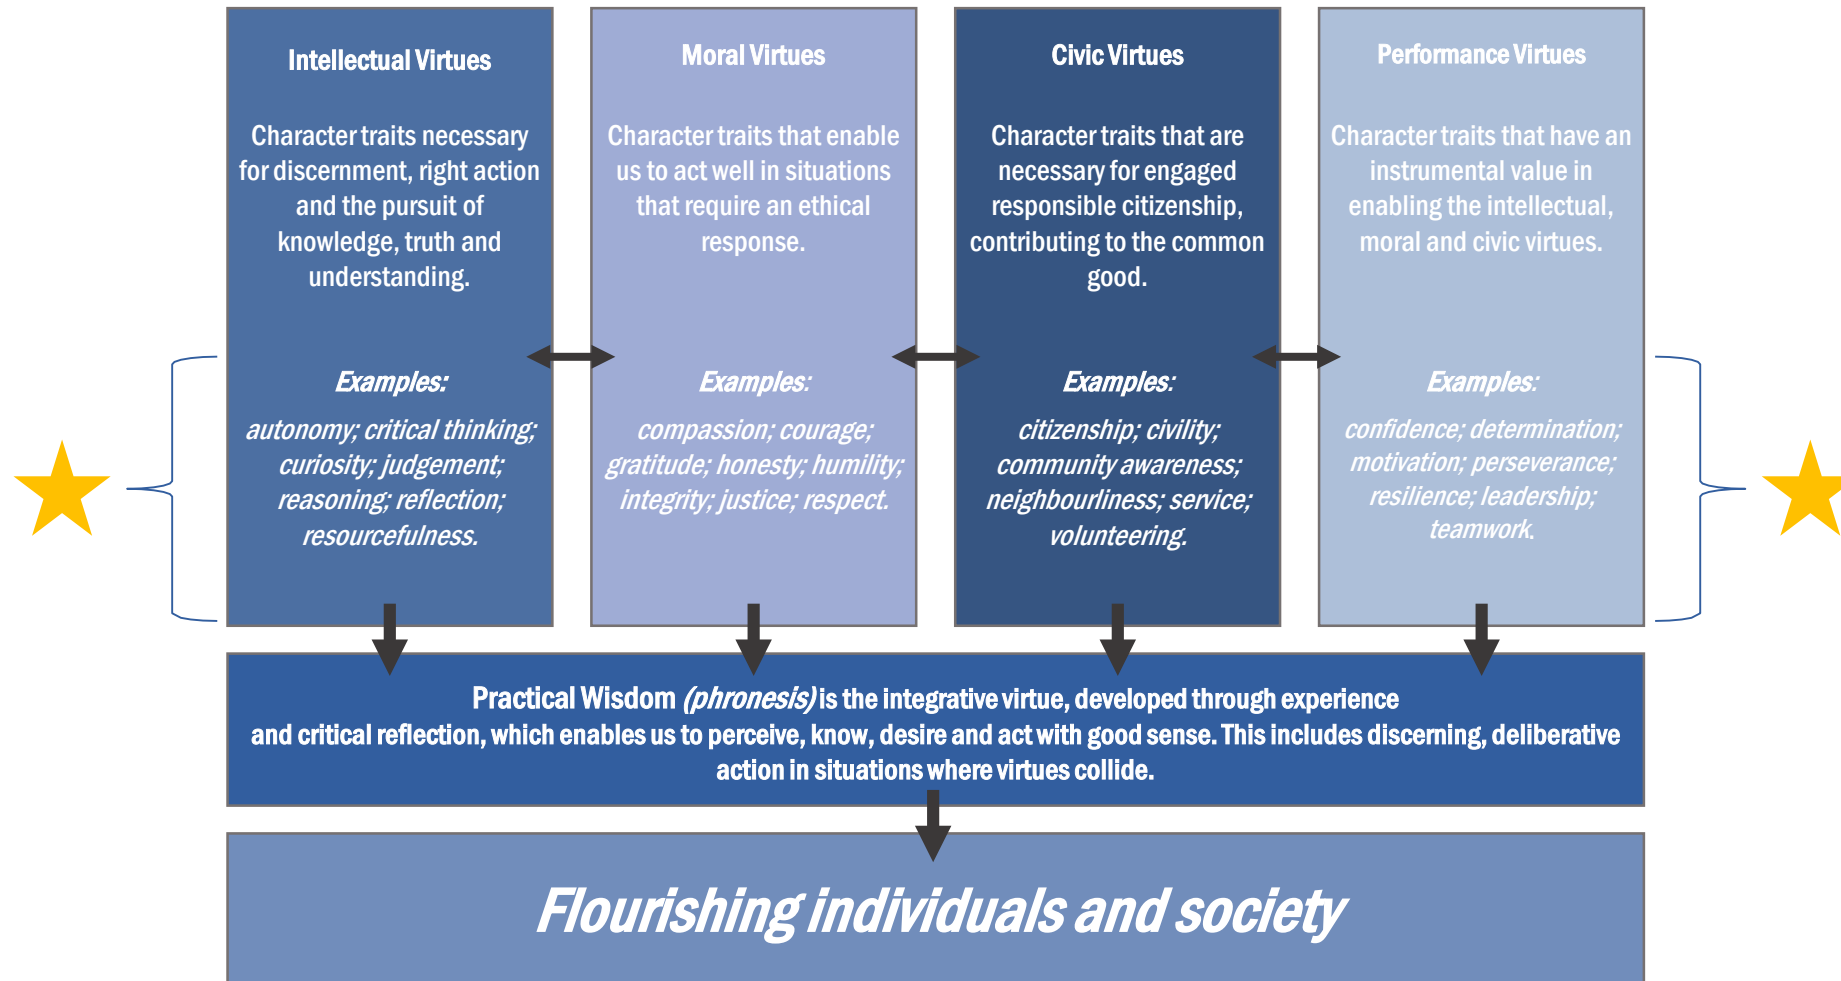 Intellectual Virtues
Character traits necessary
for discernment, right action
and the pursuit of
knowledge, truth and
understanding.
Examples:
autonomy; critical thinking;
curiosity; judgement;
reasoning; reflection;
resourcefulness.
Moral Virtues
Character traits that enable
us to act well in situations
that require an ethical
response.
Examples:
compassion; courage;
gratitude; honesty; humility;
integrity; justice; respect.
Civic Virtues
Character traits that are
necessary for engaged
responsible citizenship,
contributing to the common
good.
Examples:
citizenship; civility;
community awareness;
neighbourliness; service;
volunteering.
Performance Virtues
Character traits that have an
instrumental value in
enabling the intellectual,
moral and civic virtues.
Examples:
confidence; determination;
motivation; perseverance;
resilience; leadership;
teamwork.
Practical Wisdom (phronesis) is the integrative virtue, developed through experience
and critical reflection, which enables us to perceive, know, desire and act with good sense. This includes discerning, deliberative
action in situations where virtues collide.
Flourishing individuals and society